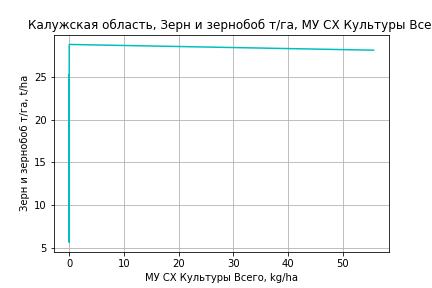 Калужская область, Зерн и зернобоб т/га, МУ СХ Культуры Все
25
20
15
10
5
Зерн и зернобоб т/га, t/ha
0 10 20 30 40 50
МУ СХ Культуры Всего, kg/ha